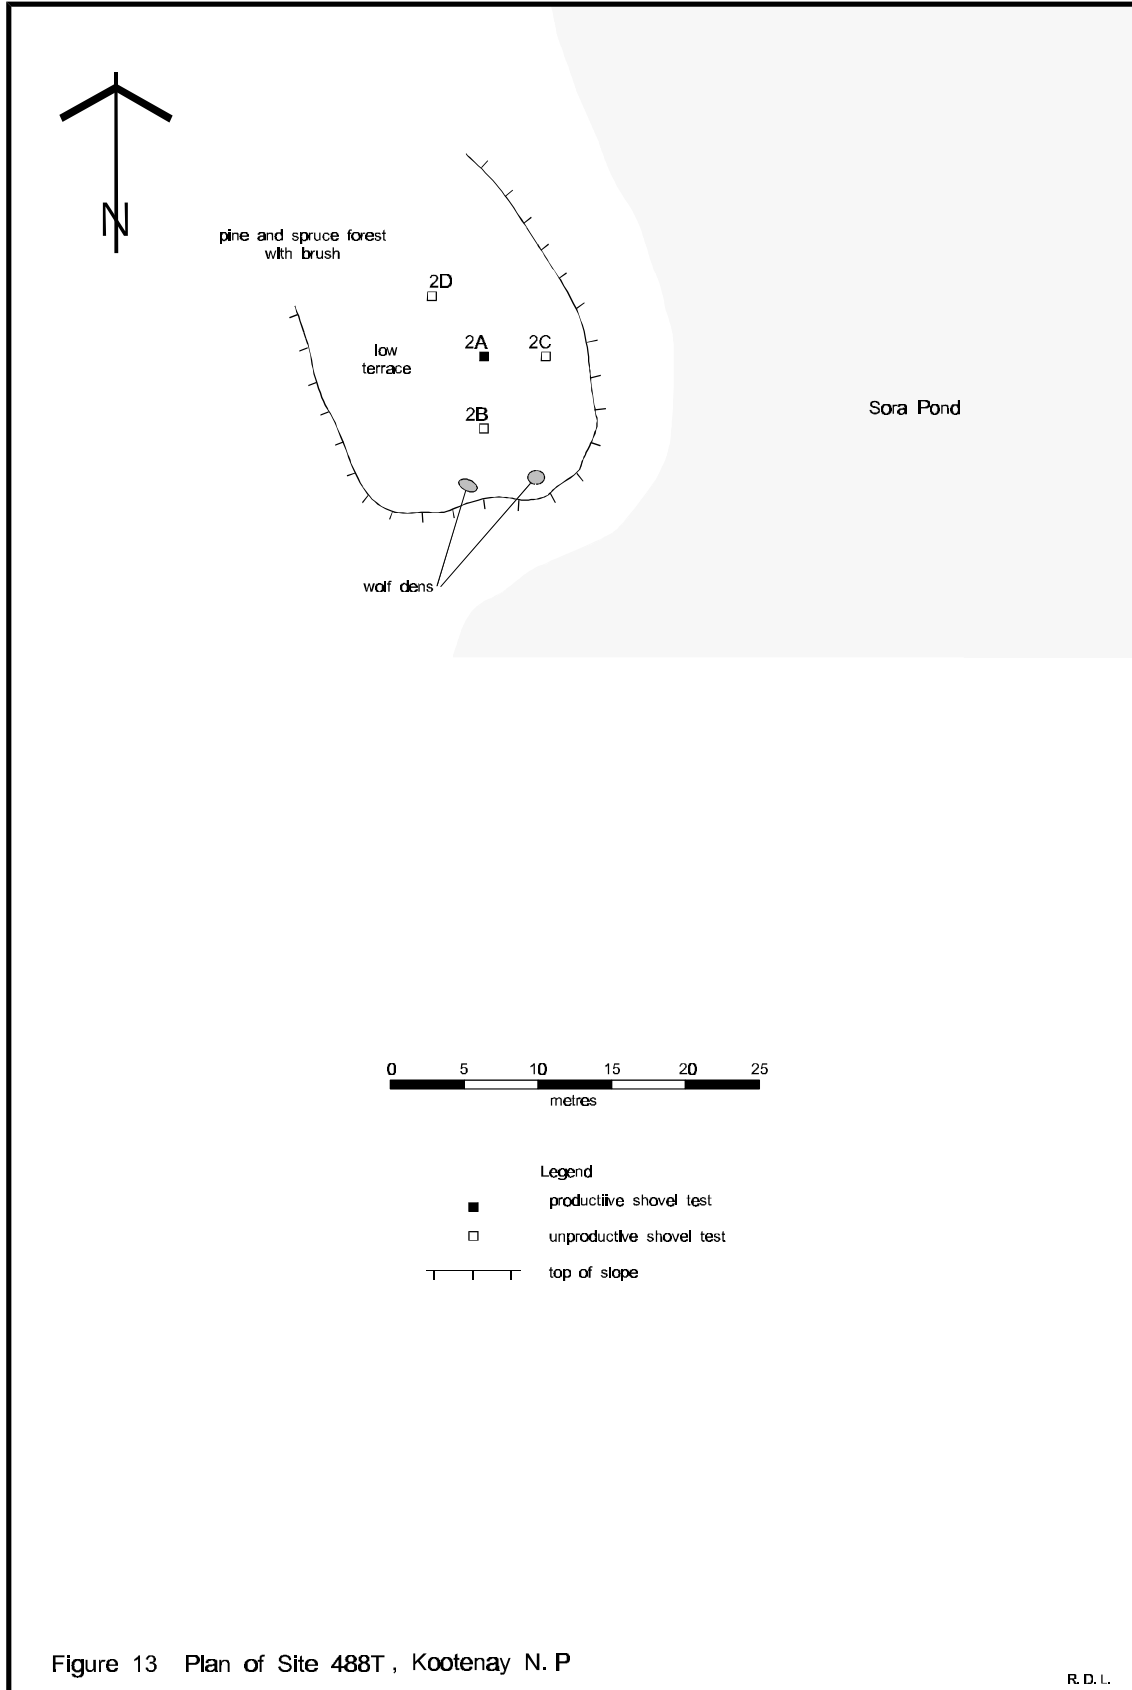 N
pine and spruce forest
with brush
2D
2A
2C
low
terrace
Sora Pond
2B
wolf dens
0 5 10 15 20 25
metres
Legend
productiive shovel test
unproductive shovel test
top of slope
Figure 13 Plan of Site 488T, Kootenay N. P
R. D. L.